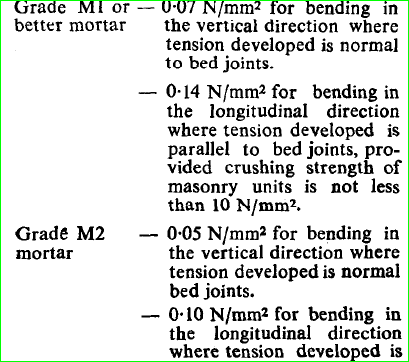 Grade M1 or — 0·07 N/mm² for bending in
better mortar the vertical direction where
tension developed is normal
to bed joints.
— 0·14 N/mm² for bending in
the longitudinal direction
where tension developed is
parallel to bed joints, pro-
vided crushing strength of
masonry units is not less
than 10 N/mm².
Grade M2 — 0·05 N/mm² for bending in
mortar the vertical direction where
tension developed is normal
bed joints.
— 0·10 N/mm² for bending in
the longitudinal direction
where tension developed is